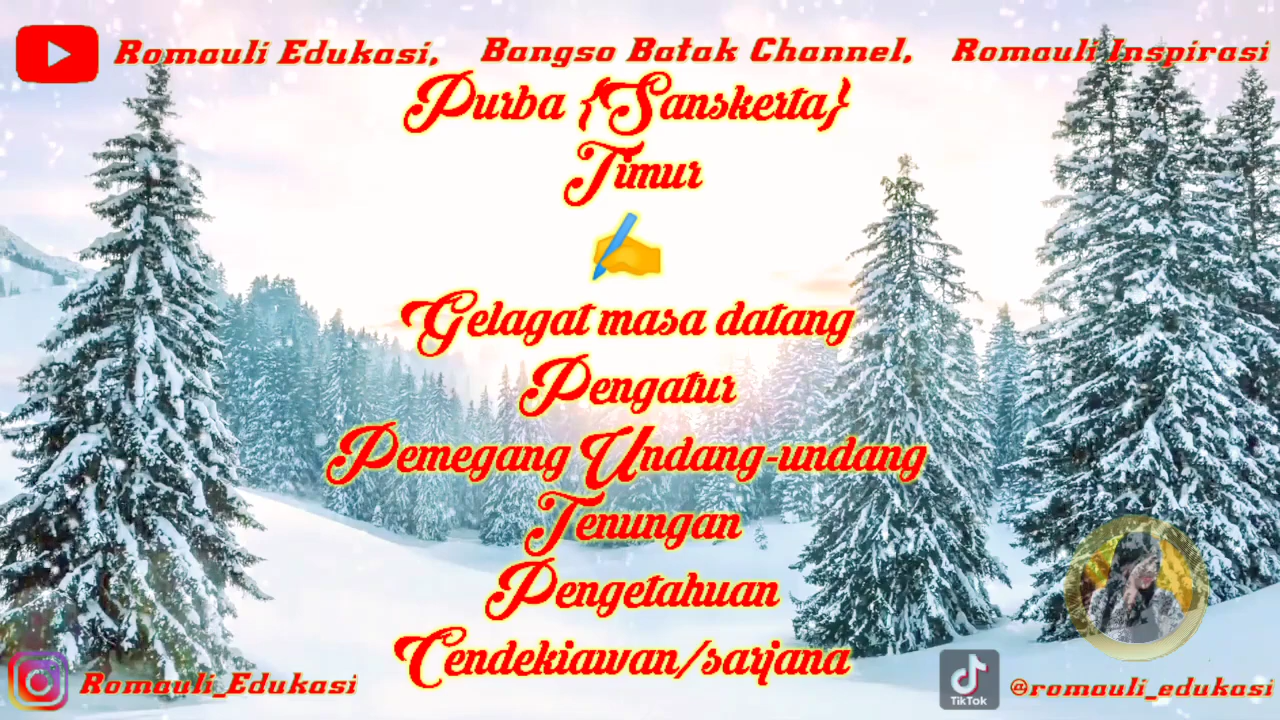 Romauli Edukasi, Bangso Batak Channel, Romauli Inspirasi
Purba {Sanskerta}
Timur
✍
Gelagat masa datang
Pengatur
Pemegang Undang-undang
Tenungan
Pengetahuan
Cendekiawan/sarjana
Romauli_Edukasi
TikTok
@romauli_edukasi